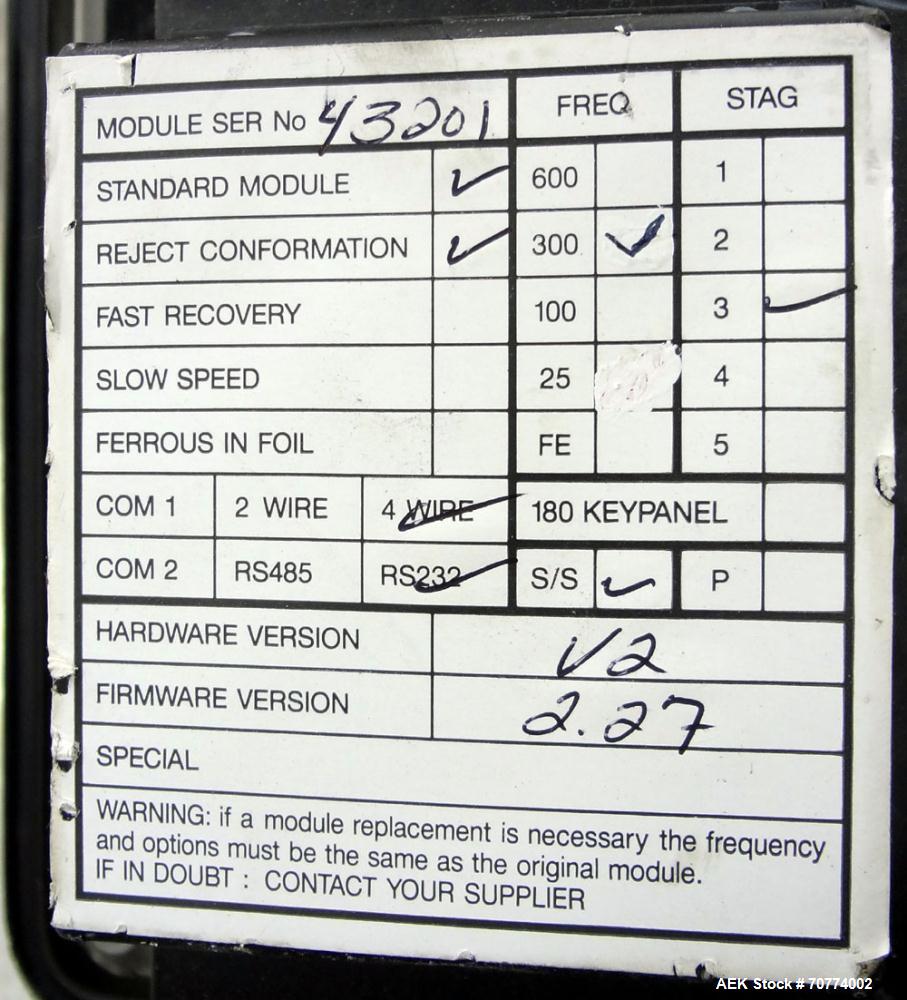 MODULE SER No 43201 FREQ STAG
STANDARD MODULE ✓ 600 1
REJECT CONFORMATION ✓ 300 ✓ 2
FAST RECOVERY 100 3 ✓
SLOW SPEED 25 4
FERROUS IN FOIL FE 5
COM 1 2 WIRE 4 WIRE ✓ 180 KEYPANEL
COM 2 RS485 RS232 ✓ S/S ✓ P
HARDWARE VERSION V2
FIRMWARE VERSION 2.27
SPECIAL
WARNING: if a module replacement is necessary the frequency
and options must be the same as the original module.
IF IN DOUBT : CONTACT YOUR SUPPLIER
AEK Stock # 70774002